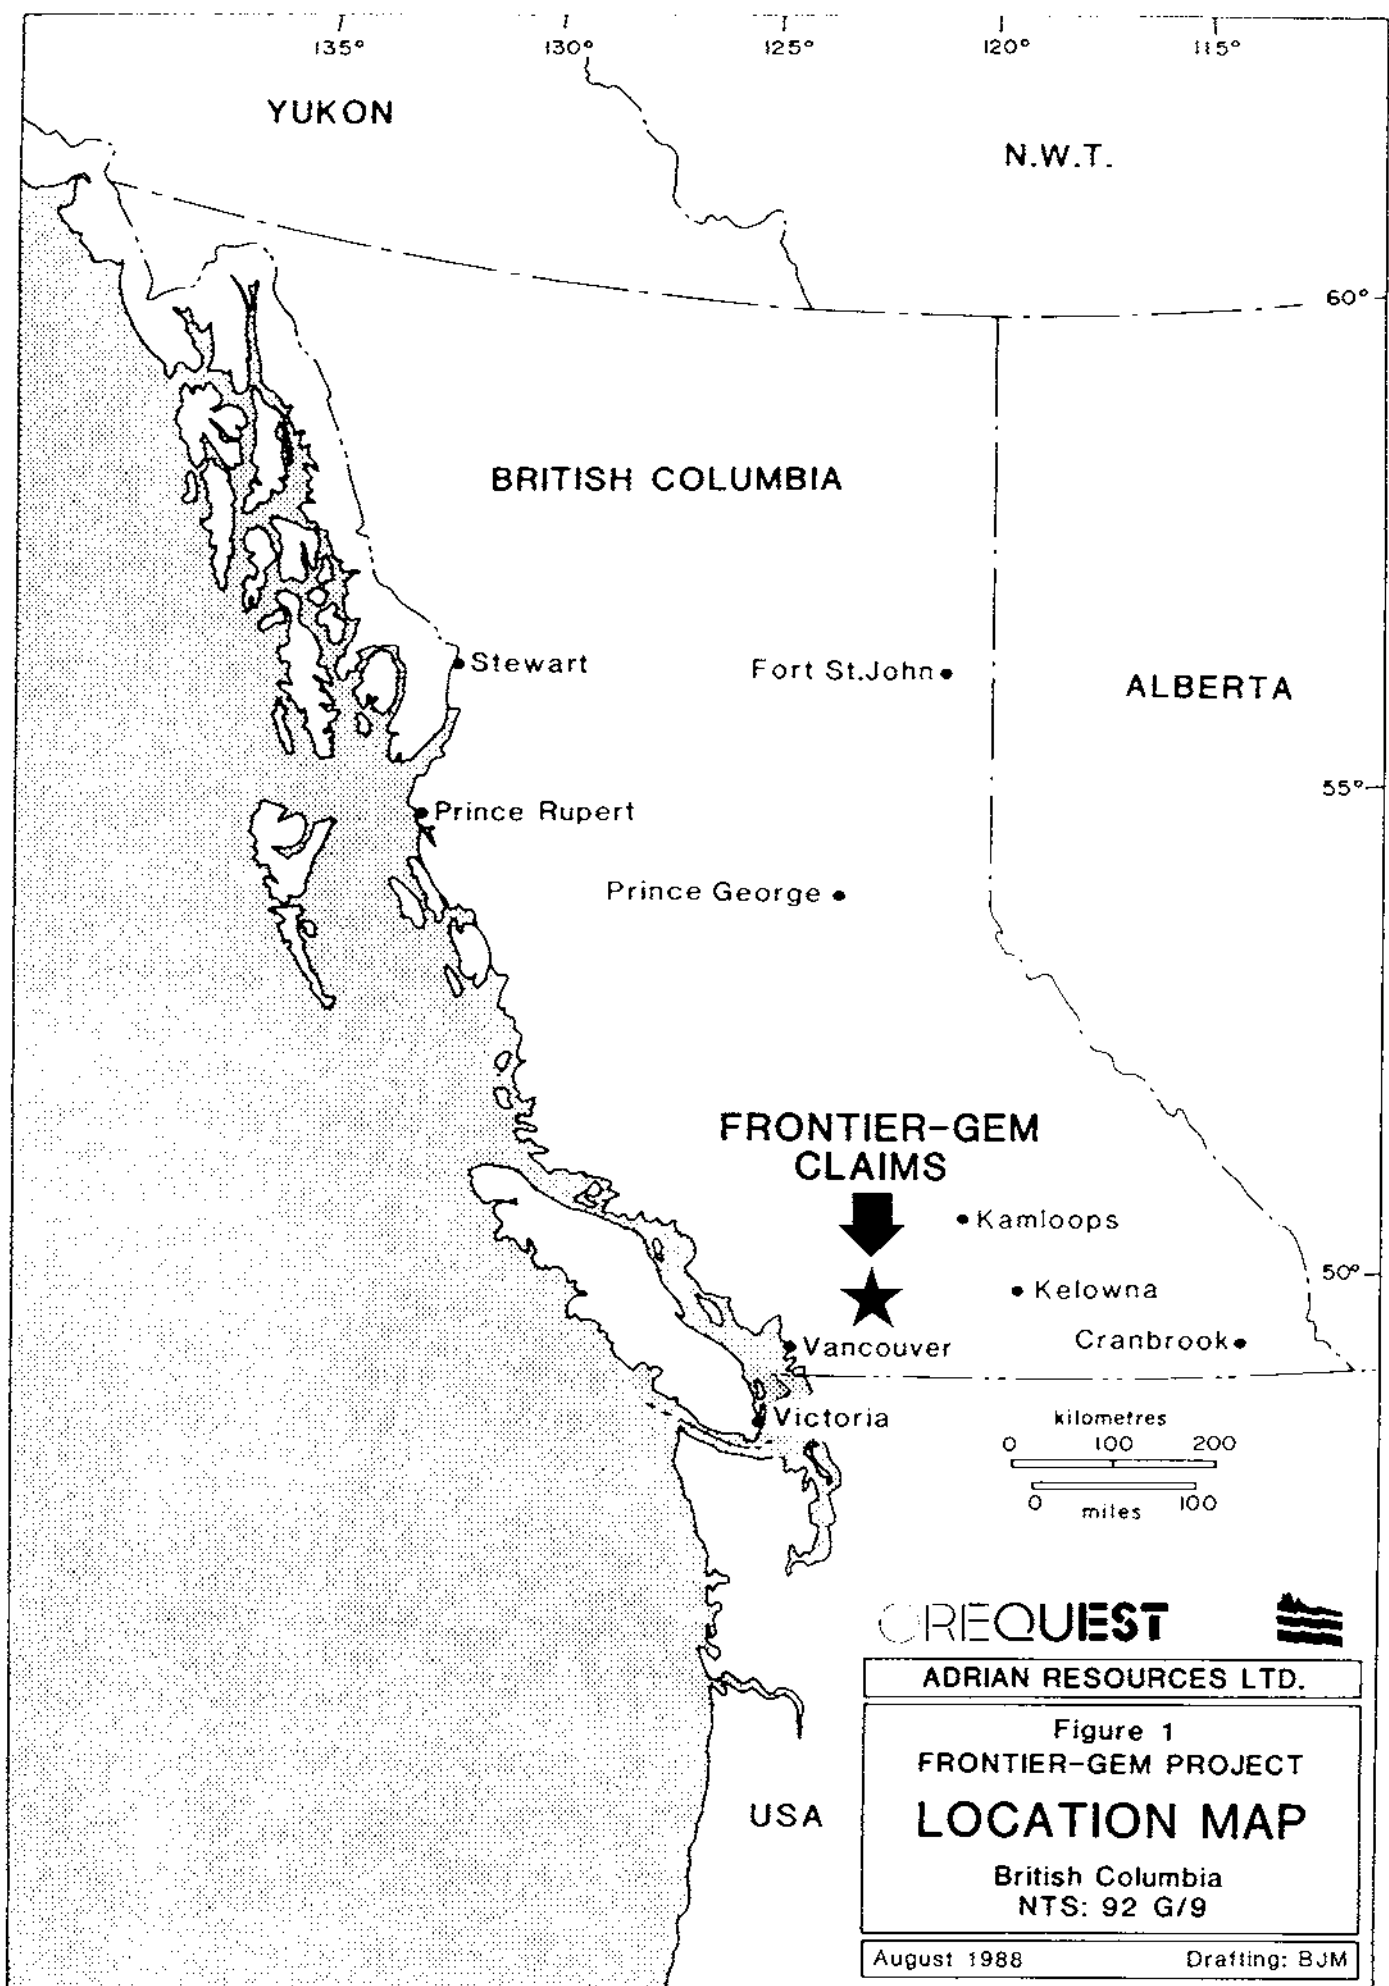 135° 130° 125° 120° 115°
YUKON
N.W.T.
60°
BRITISH COLUMBIA
Stewart
Fort St.John
ALBERTA
55°
Prince Rupert
Prince George
FRONTIER-GEM
CLAIMS
Kamloops
50°
Kelowna
Vancouver
Cranbrook
Victoria
kilometres
0 100 200
0 100
miles
OREQUEST
ADRIAN RESOURCES LTD.
Figure 1
FRONTIER-GEM PROJECT
LOCATION MAP
USA
British Columbia
NTS: 92 G/9
August 1988 Drafting: BJM